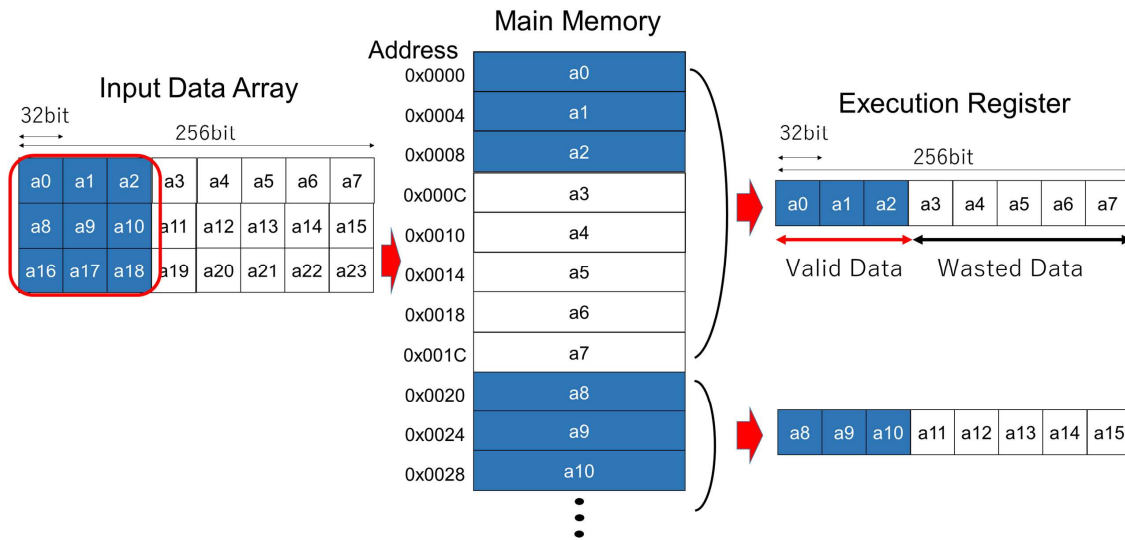 Main Memory
Address
Input Data Array
32bit
256bit
a0 a1 a2 a3 a4 a5 a6 a7
a8 a9 a10 a11 a12 a13 a14 a15
a16 a17 a18 a19 a20 a21 a22 a23
0x0000 a0
0x0004 a1
0x0008 a2
0x000C a3
0x0010 a4
0x0014 a5
0x0018 a6
0x001C a7
0x0020 a8
0x0024 a9
0x0028 a10
Execution Register
32bit
256bit
a0 a1 a2 a3 a4 a5 a6 a7
Valid Data Wasted Data
a8 a9 a10 a11 a12 a13 a14 a15